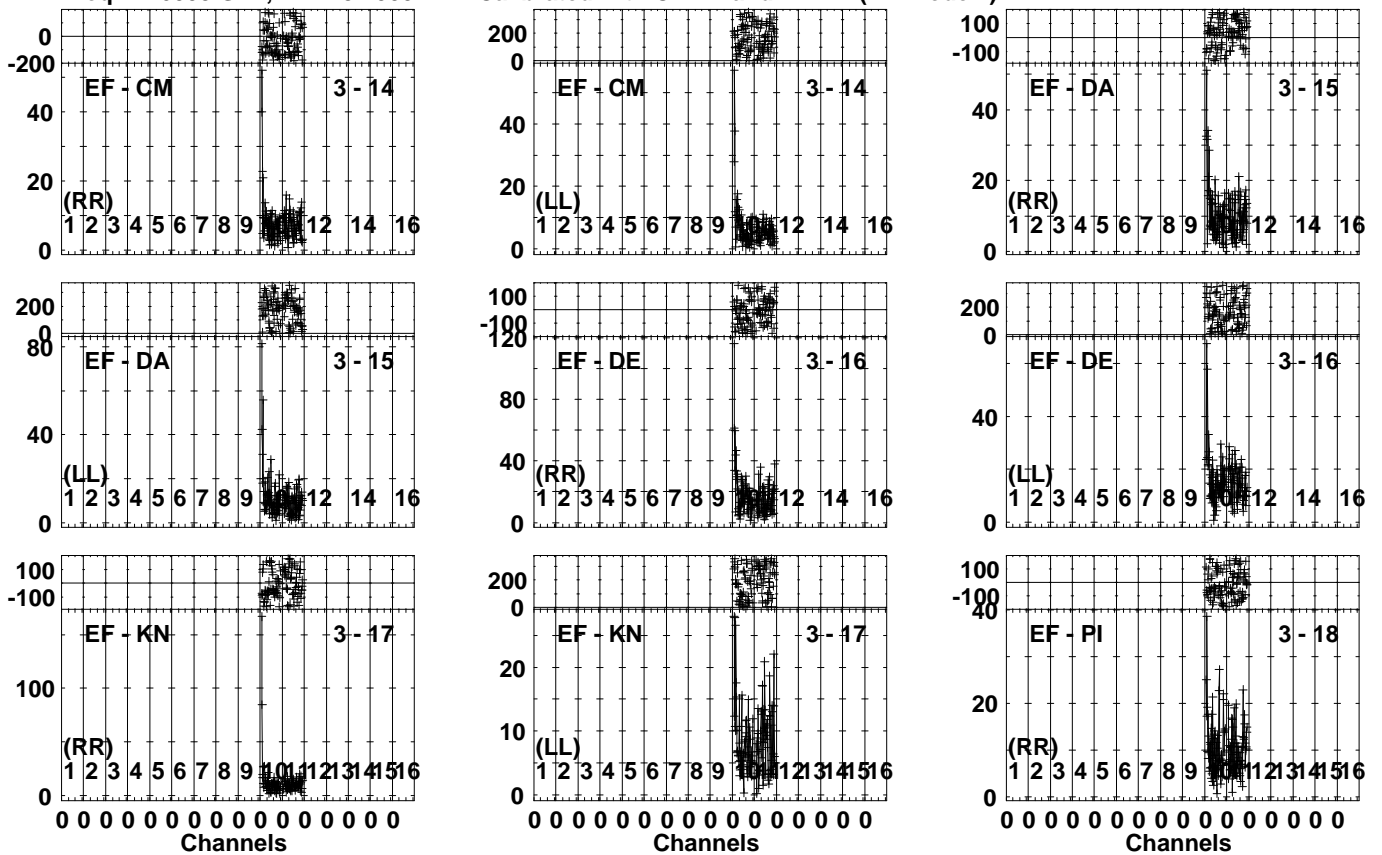 0
-200
EF - CM 3 - 14
40
20
(RR)
1 2 3 4 5 6 7 8 9 12 14 16
0
200
0
EF - CM 3 - 14
40
20
(LL)
1 2 3 4 5 6 7 8 9 12 14 16
0
100
-100
EF - DA 3 - 15
40
20
(RR)
1 2 3 4 5 6 7 8 9 12 14 16
0
200
0
80
EF - DA 3 - 15
40
(LL)
1 2 3 4 5 6 7 8 9 12 14 16
0
100
-100
120
EF - DE 3 - 16
80
40
(RR)
1 2 3 4 5 6 7 8 9 12 14 16
0
200
0
EF - DE 3 - 16
40
(LL)
1 2 3 4 5 6 7 8 9 12 14 16
0
100
-100
EF - KN 3 - 17
100
(RR)
1 2 3 4 5 6 7 8 9 10 11 12 13 14 15 16
0
200
0
EF - KN 3 - 17
20
10
(LL)
1 2 3 4 5 6 7 8 9 12 13 14 15 16
0
100
-100
40
EF - PI 3 - 18
20
(RR)
1 2 3 4 5 6 7 8 9 12 13 14 15 16
0
0 0 0 0 0 0 0 0 0 0 0 0 0 0 0 0
Channels
0 0 0 0 0 0 0 0 0 0 0 0 0 0 0 0
Channels
0 0 0 0 0 0 0 0 0 0 0 0 0 0 0 0
Channels